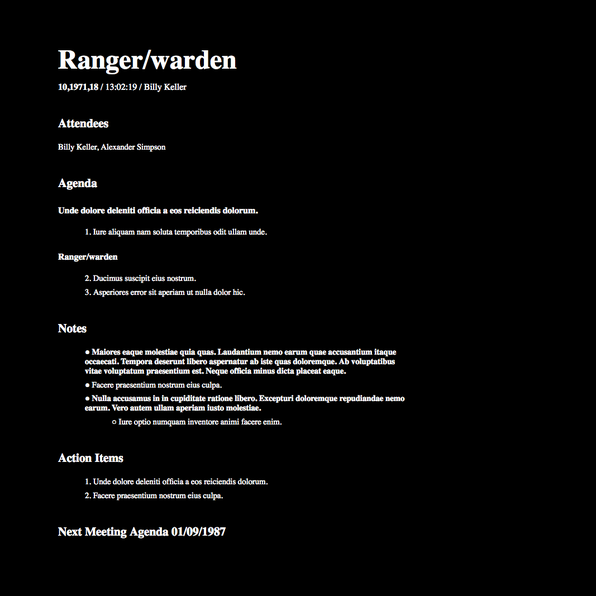 Ranger/warden
10,1971,18 / 13:02:19 / Billy Keller
Attendees
Billy Keller, Alexander Simpson
Agenda
Unde dolore deleniti officia a eos reiciendis dolorum.
1. Iure aliquam nam soluta temporibus odit ullam unde.
Ranger/warden
2. Ducimus suscipit eius nostrum.
3. Asperiores error sit aperiam ut nulla dolor hic.
Notes
● Maiores eaque molestiae quia quas. Laudantium nemo earum quae accusantium itaque
occaecati. Tempora deserunt libero aspernatur ab iste quas doloremque. Ab voluptatibus
vitae voluptatum praesentium est. Neque officia minus dicta placeat eaque.
● Facere praesentium nostrum eius culpa.
● Nulla accusamus in in cupiditate ratione libero. Excepturi doloremque repudiandae nemo
earum. Vero autem ullam aperiam iusto molestiae.
○ Iure optio numquam inventore animi facere enim.
Action Items
1. Unde dolore deleniti officia a eos reiciendis dolorum.
2. Facere praesentium nostrum eius culpa.
Next Meeting Agenda 01/09/1987